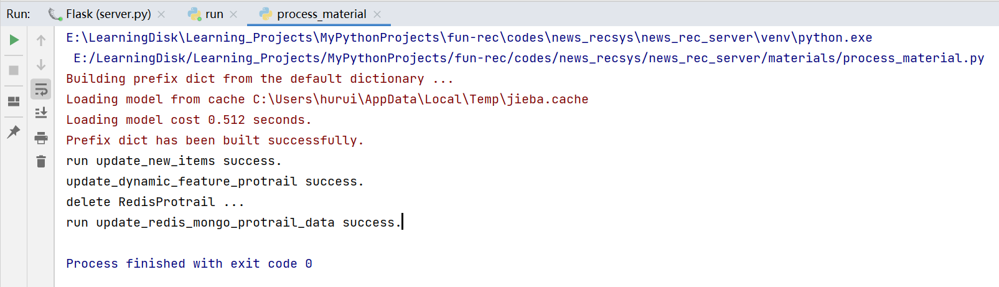 Run: Flask (server.py) run process_material
E:\LearningDisk\Learning_Projects\MyPythonProjects\fun-rec\codes\news_recsys\news_rec_server\venv\python.exe
E:/LearningDisk/Learning_Projects/MyPythonProjects/fun-rec/codes/news_recsys/news_rec_server/materials/process_material.py
Building prefix dict from the default dictionary ...
Loading model from cache C:\Users\hurui\AppData\Local\Temp\jieba.cache
Loading model cost 0.512 seconds.
Prefix dict has been built successfully.
run update_new_items success.
update_dynamic_feature_protrail success.
delete RedisProtrail ...
run update_redis_mongo_protrail_data success.
Process finished with exit code 0